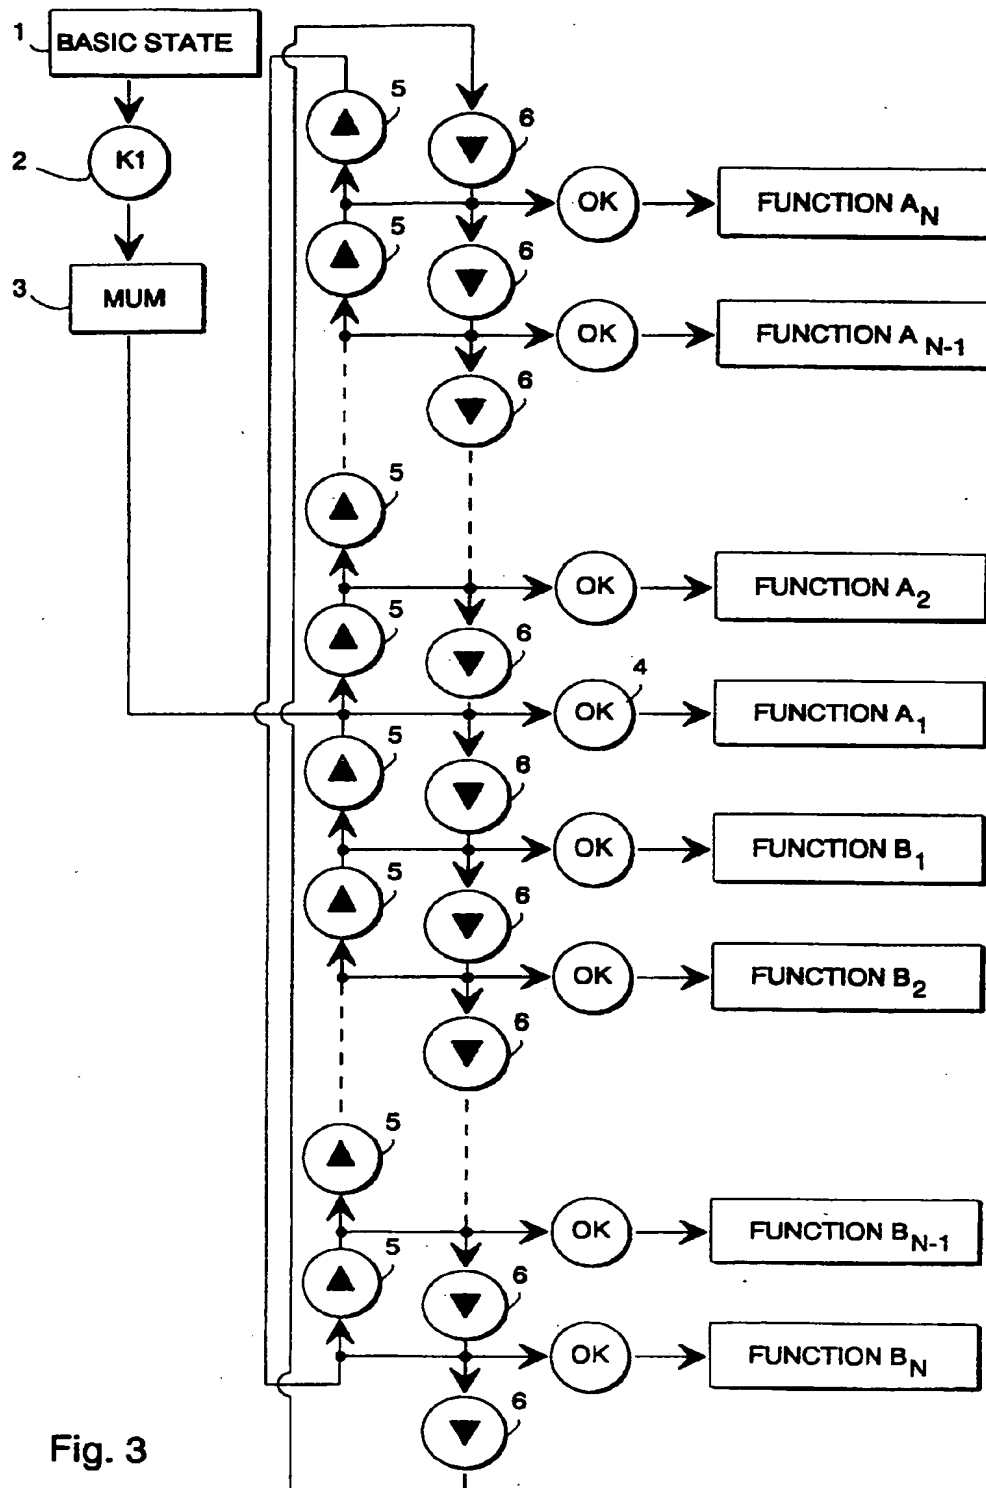 1 BASIC STATE
5
6
2 K1
OK FUNCTION A_N
5
6
3 MUM
OK FUNCTION A_N-1
6
5
OK FUNCTION A_2
5
6
4
OK FUNCTION A_1
5
6
OK FUNCTION B_1
5
6
OK FUNCTION B_2
6
5
OK FUNCTION B_N-1
5
6
OK FUNCTION B_N
6
Fig. 3